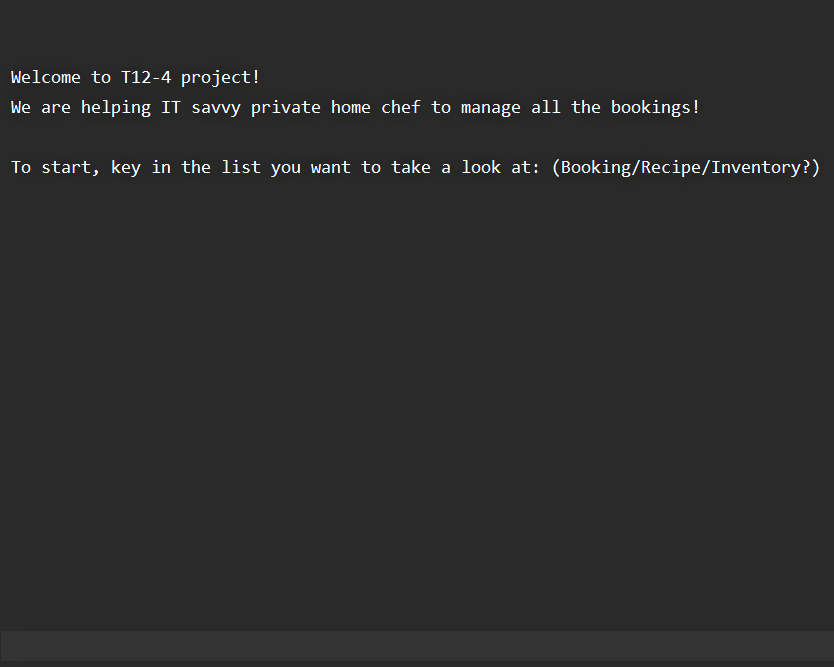 Welcome to T12-4 project!
We are helping IT savvy private home chef to manage all the bookings!
To start, key in the list you want to take a look at: (Booking/Recipe/Inventory?)